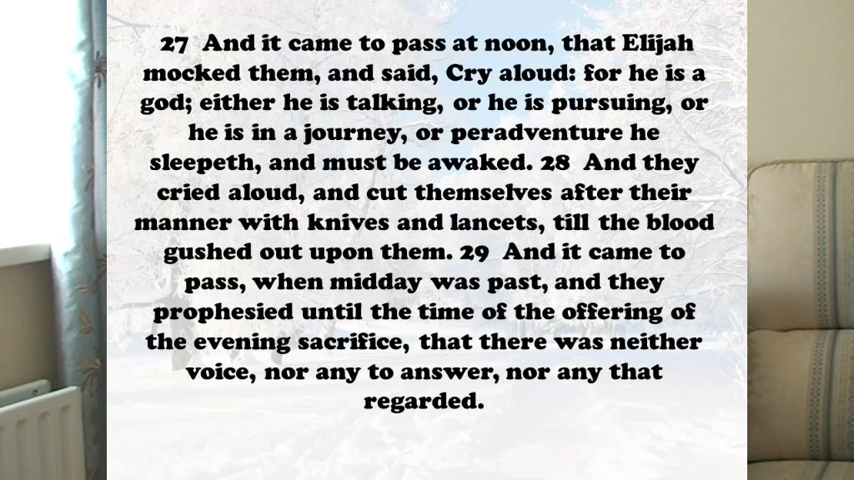 27 And it came to pass at noon, that Elijah
mocked them, and said, Cry aloud: for he is a
god; either he is talking, or he is pursuing, or
he is in a journey, or peradventure he
sleepeth, and must be awaked. 28 And they
cried aloud, and cut themselves after their
manner with knives and lancets, till the blood
gushed out upon them. 29 And it came to
pass, when midday was past, and they
prophesied until the time of the offering of
the evening sacrifice, that there was neither
voice, nor any to answer, nor any that
regarded.